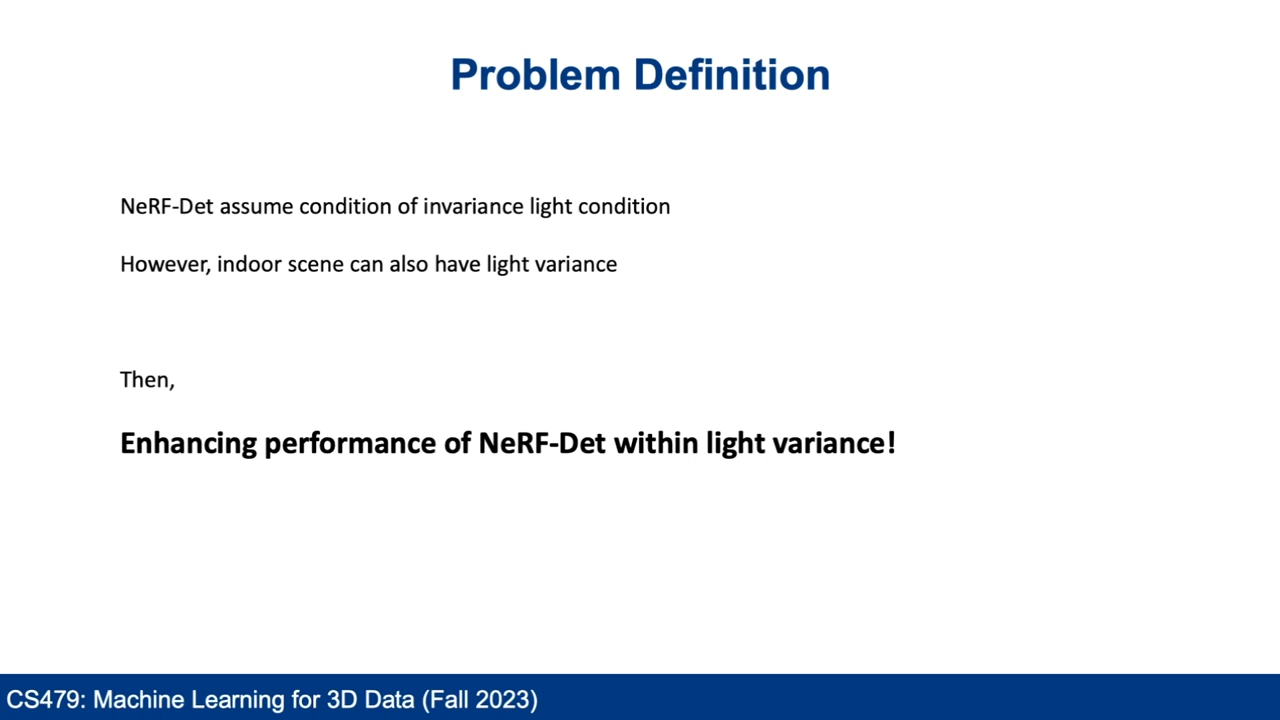 Problem Definition
NeRF-Det assume condition of invariance light condition
However, indoor scene can also have light variance
Then,
Enhancing performance of NeRF-Det within light variance!
CS479: Machine Learning for 3D Data (Fall 2023)